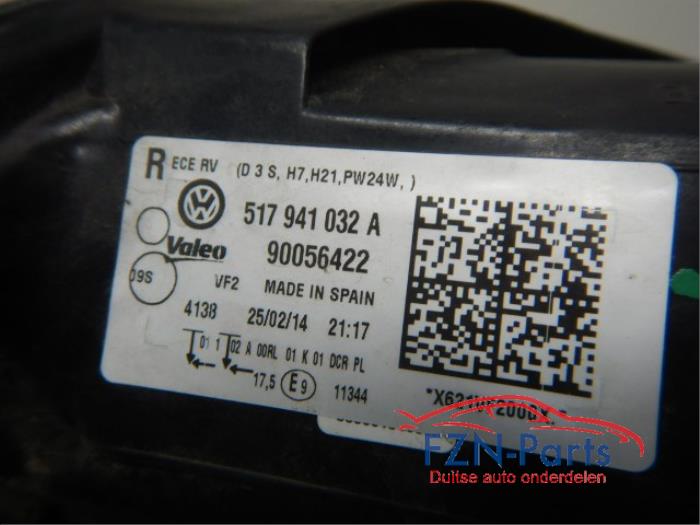 R ECE RV (D 3 S, H7,H21,PW24W, )
517 941 032 A
Valeo 90056422
09S VF2 MADE IN SPAIN
4138 25/02/14 21:17
01 1 02 A 00RL 01 K 01 DCR PL
17,5 E9 11344
FZN-Parts
Duitse auto onderdelen